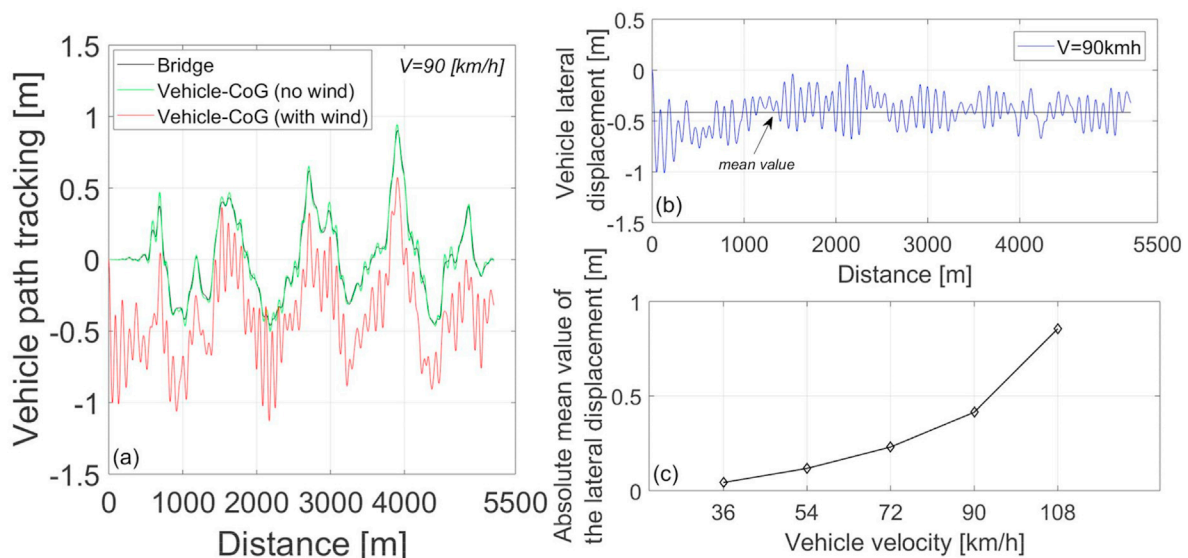 Vehicle path tracking [m]
1.5
1
0.5
0
-0.5
-1
-1.5
Bridge
Vehicle-CoG (no wind)
Vehicle-CoG (with wind)
V=90 [km/h]
(a)
0
1000
2000
3000
4000
5500
Distance [m]
Vehicle lateral
displacement [m]
0.5
0
-0.5
-1
-1.5
V=90kmh
mean value
(b)
0
1000
2000
3000
4000
5500
Distance [m]
Absolute mean value of
the lateral displacement [m]
1
0.5
0
(c)
36
54
72
90
108
Vehicle velocity [km/h]